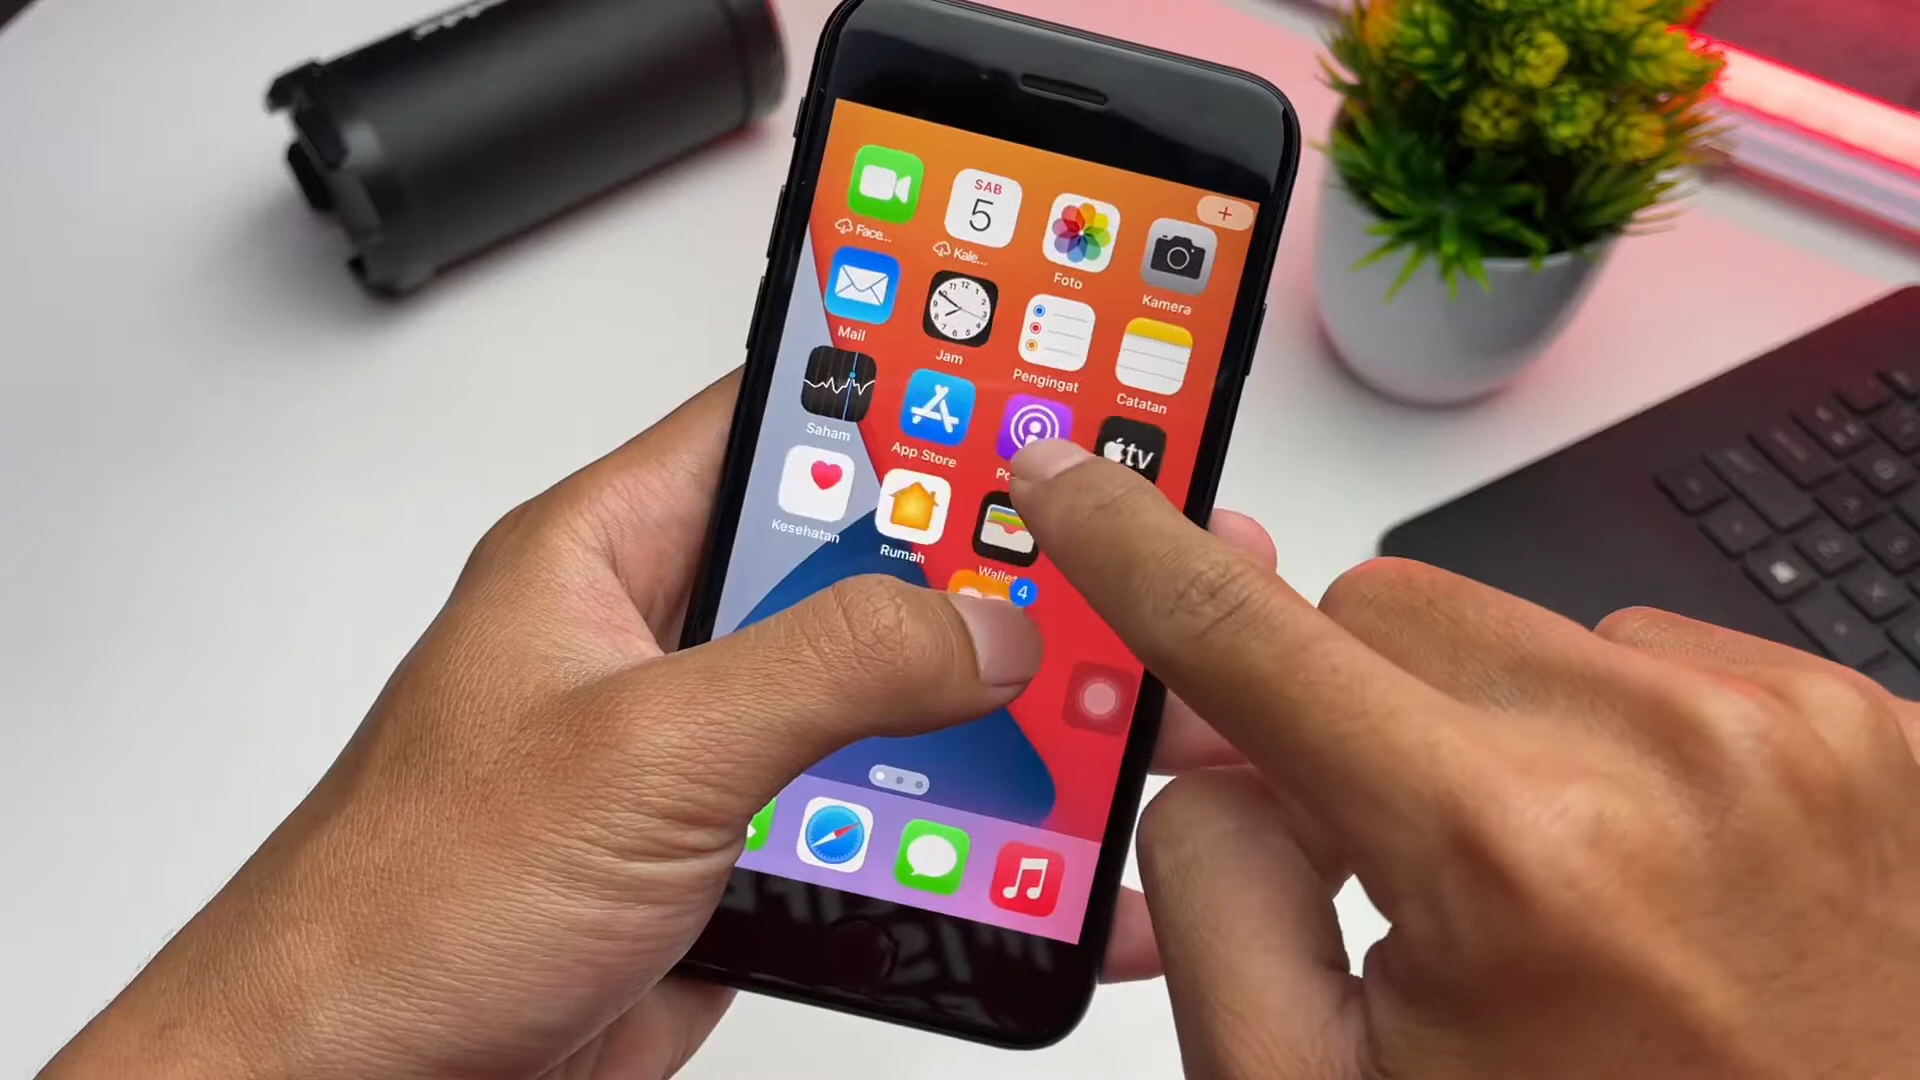 SAB
5
+
Face...
Kale...
Foto
Kamera
Mail
Jam
Pengingat
Catatan
tv
Saham
App Store
Kesehatan
Rumah
Wallet
4